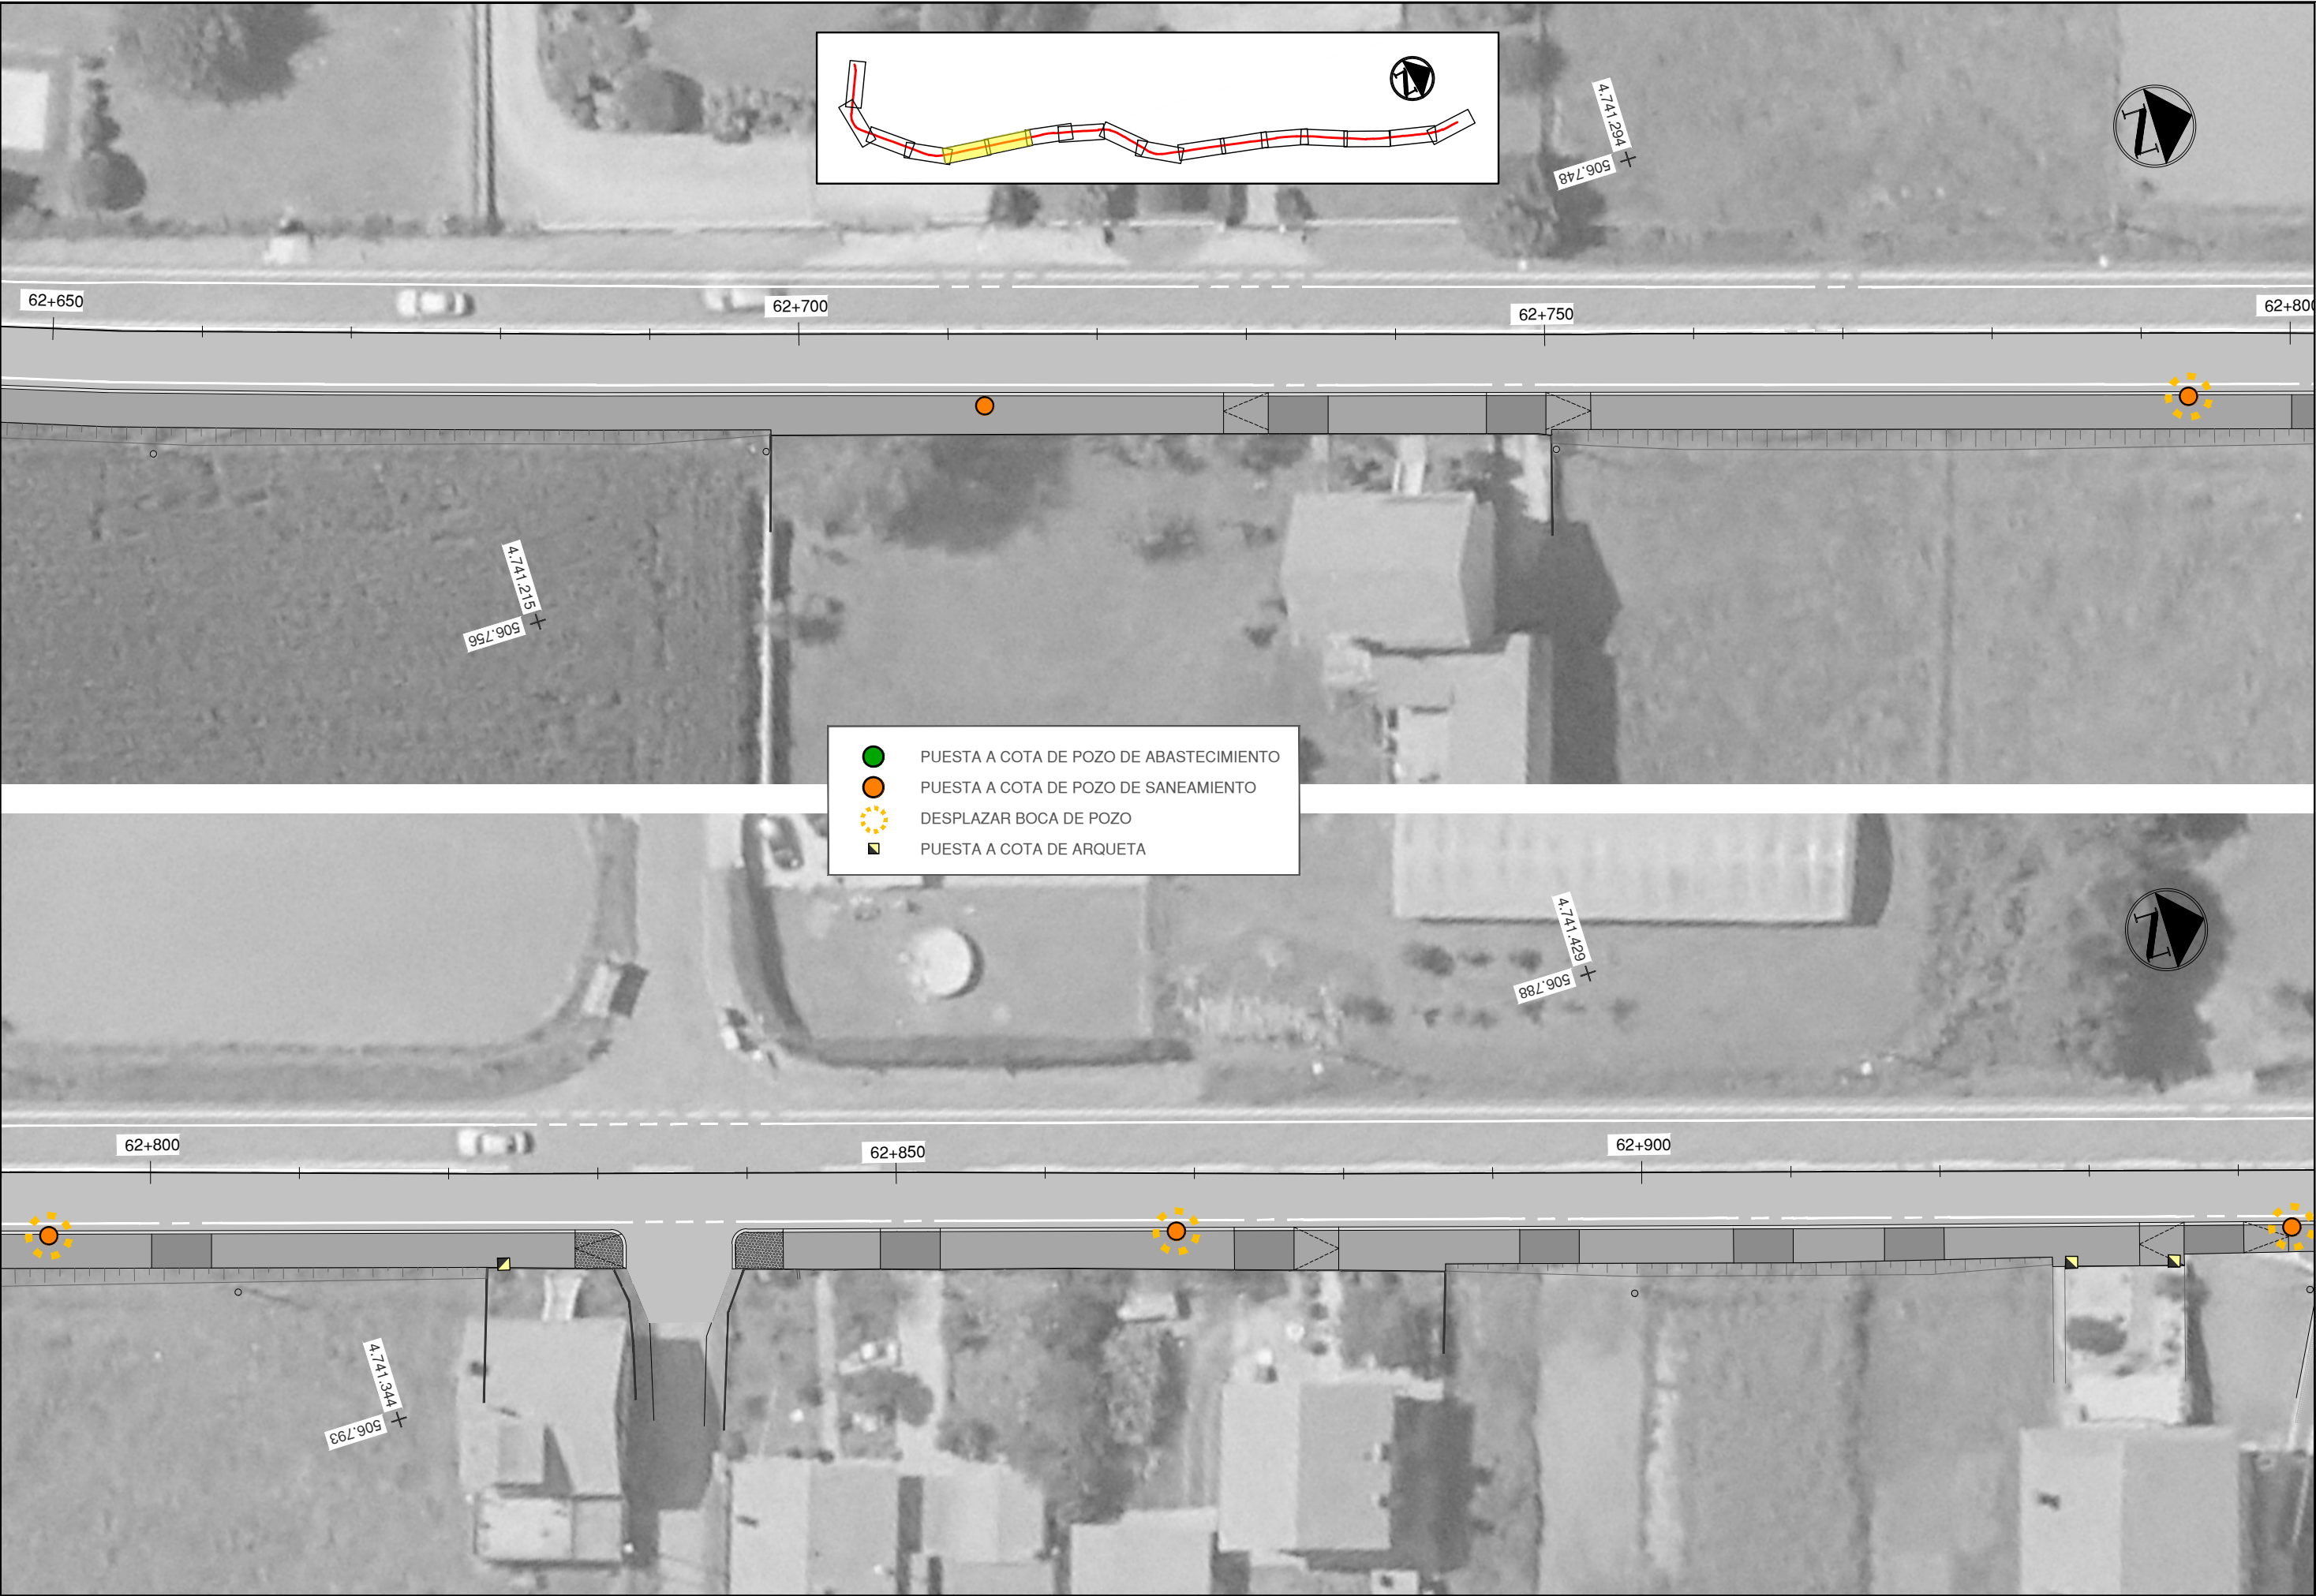 N
N
4.741.294
506.748
62+650
62+700
62+750
62+800
4.741.215
506.756
PUESTA A COTA DE POZO DE ABASTECIMIENTO
PUESTA A COTA DE POZO DE SANEAMIENTO
DESPLAZAR BOCA DE POZO
PUESTA A COTA DE ARQUETA
4.741.429
506.788
N
62+800
62+850
62+900
4.741.344
506.793